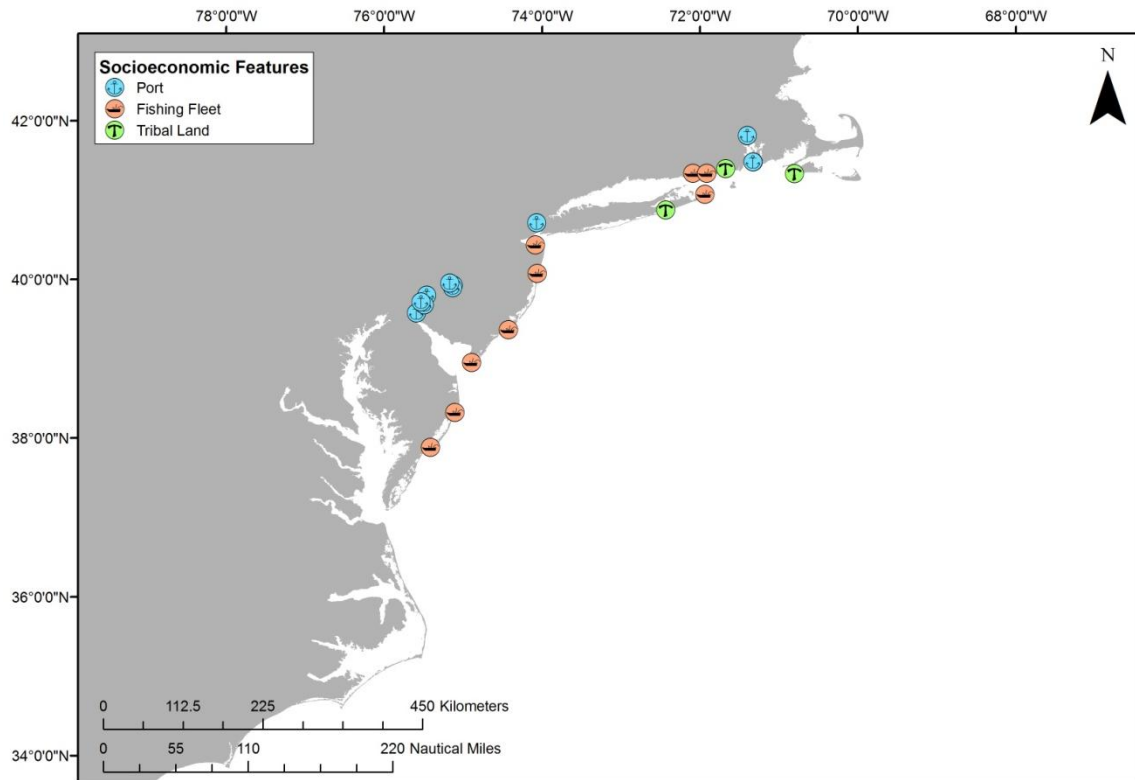 78°0'0"W 76°0'0"W 74°0'0"W 72°0'0"W 70°0'0"W 68°0'0"W
Socioeconomic Features
Port
Fishing Fleet
Tribal Land
N
42°0'0"N
40°0'0"N
38°0'0"N
36°0'0"N
34°0'0"N
0 112.5 225 450 Kilometers
0 55 110 220 Nautical Miles